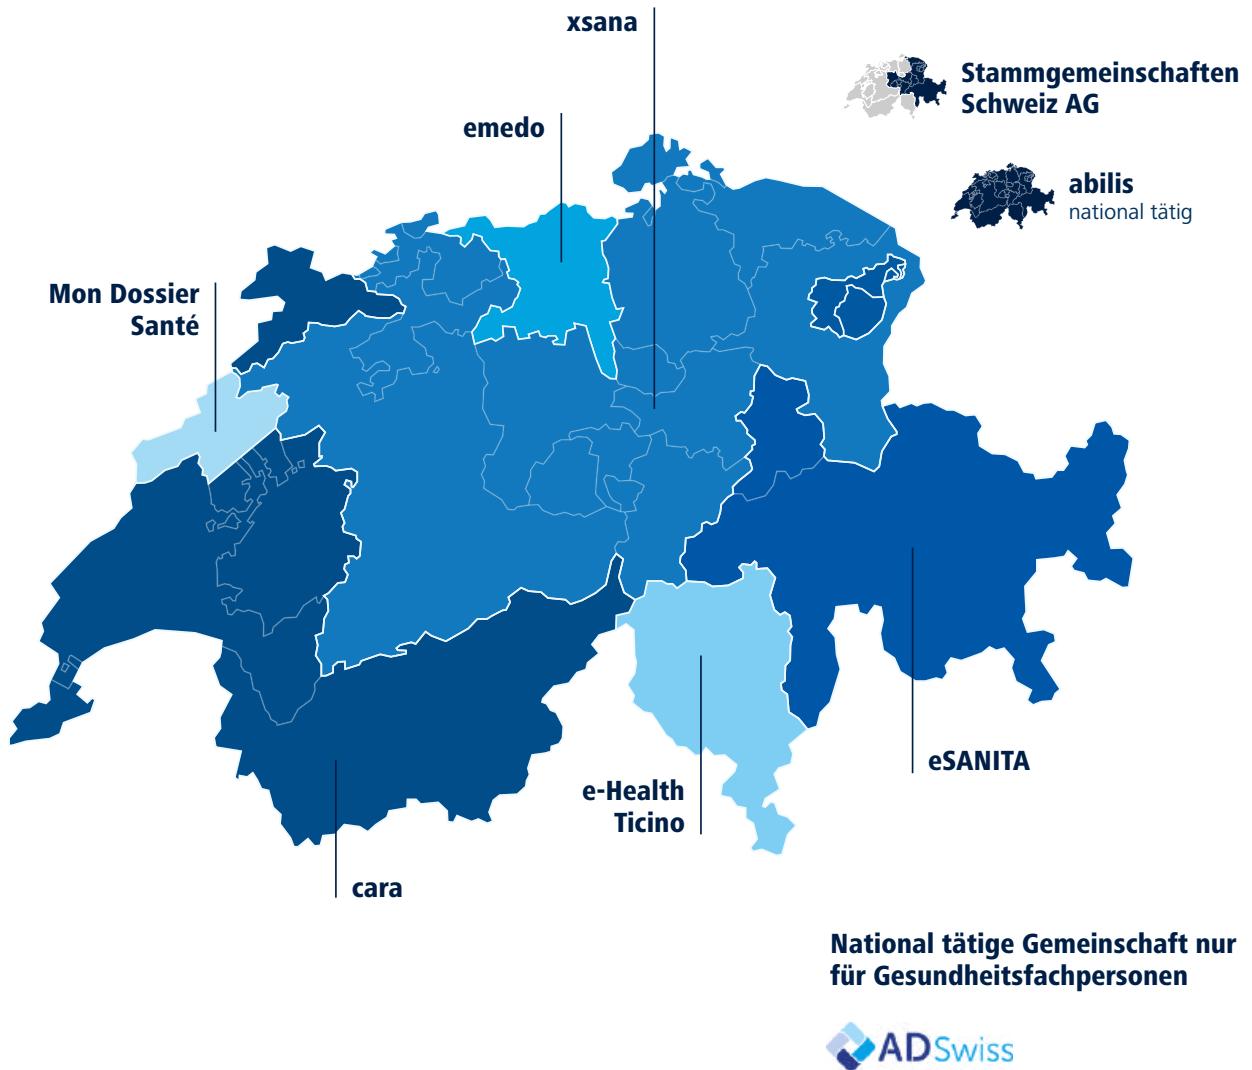 xsana
Stammgemeinschaften
Schweiz AG
emedo
abilis
national tätig
Mon Dossier
Santé
eSANITA
e-Health
Ticino
cara
National tätige Gemeinschaft nur
für Gesundheitsfachpersonen
ADSwiss